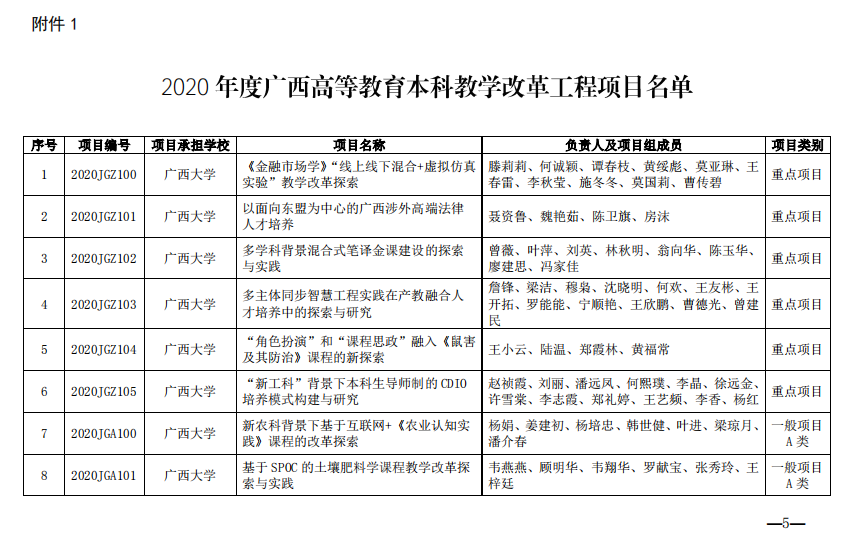 附件 1
2020 年度广西高等教育本科教学改革工程项目名单
序号 项目编号 项目承担学校 项目名称 负责人及项目组成员 项目类别
1 2020JGZ100 广西大学 《金融市场学》“线上线下混合+虚拟仿真
实验”教学改革探索 滕莉莉、何诚颖、谭春枝、黄绥彪、莫亚琳、王
春雷、李秋莹、施冬冬、莫国莉、曹传碧 重点项目
2 2020JGZ101 广西大学 以面向东盟为中心的广西涉外高端法律
人才培养 聂资鲁、魏艳茹、陈卫旗、房沫 重点项目
3 2020JGZ102 广西大学 多学科背景混合式笔译金课建设的探索
与实践 曾薇、叶萍、刘英、林秋明、翁向华、陈玉华、
廖建思、冯家佳 重点项目
4 2020JGZ103 广西大学 多主体同步智慧工程实践在产教融合人
才培养中的探索与研究 詹锋、梁洁、穆枭、沈晓明、何欢、王友彬、王
开拓、罗能能、宁顺艳、王欣鹏、曹德光、曾建
民 重点项目
5 2020JGZ104 广西大学 “角色扮演”和“课程思政”融入《鼠害
及其防治》课程的新探索 王小云、陆温、郑霞林、黄福常 重点项目
6 2020JGZ105 广西大学 “新工科”背景下本科生导师制的 CDIO
培养模式构建与研究 赵祯霞、刘丽、潘远凤、何熙璞、李晶、徐远金、
许雪棠、李志霞、郑礼婷、王艺频、李香、杨红 重点项目
7 2020JGA100 广西大学 新农科背景下基于互联网+《农业认知实
践》课程的改革探索 杨娟、姜建初、杨培忠、韩世健、叶进、梁琼月、
潘介春 一般项目
A 类
8 2020JGA101 广西大学 基于 SPOC 的土壤肥料学课程教学改革探
索与实践 韦燕燕、顾明华、韦翔华、罗献宝、张秀玲、王
梓廷 一般项目
A 类
—5—